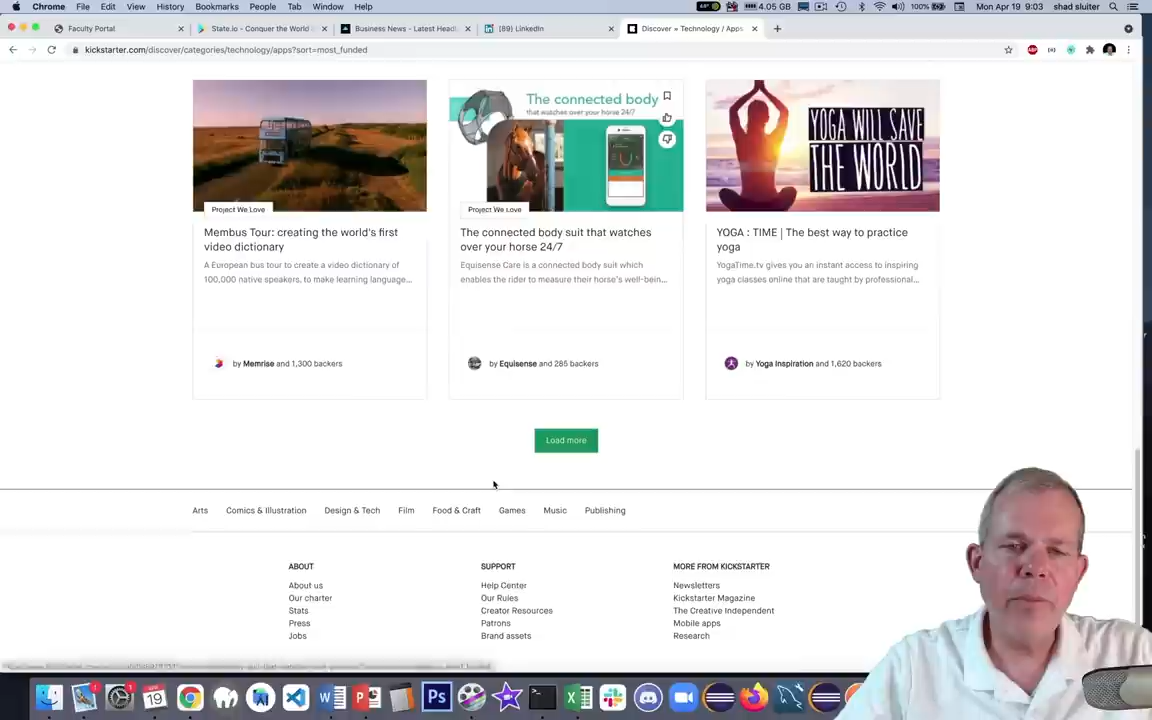 Chrome File Edit View History Bookmarks People Tab Window Help 4.05 GB 100% Mon Apr 19 9:03 shad sluiter
Faculty Portal State.io - Conquer the World Business News - Latest Headl (89) LinkedIn Discover » Technology / Apps
kickstarter.com/discover/categories/technology/apps?sort=most_funded
The connected body
that watches over your horse 24/7
YOGA WILL SAVE
THE WORLD
Project We Love
Project We Love
Membus Tour: creating the world's first
video dictionary
A European bus tour to create a video dictionary of
100,000 native speakers, to make learning language...
by Memrise and 1,300 backers
The connected body suit that watches
over your horse 24/7
Equisense Care is a connected body suit which
enables the rider to measure their horse's well-bein...
by Equisense and 285 backers
YOGA : TIME | The best way to practice
yoga
YogaTime.tv gives you an instant access to inspiring
yoga classes online that are taught by professional...
by Yoga Inspiration and 1,620 backers
Load more
Arts Comics & Illustration Design & Tech Film Food & Craft Games Music Publishing
ABOUT
About us
Our charter
Stats
Press
Jobs
SUPPORT
Help Center
Our Rules
Creator Resources
Patrons
Brand assets
MORE FROM KICKSTARTER
Newsletters
Kickstarter Magazine
The Creative Independent
Mobile apps
Research
19
Ps